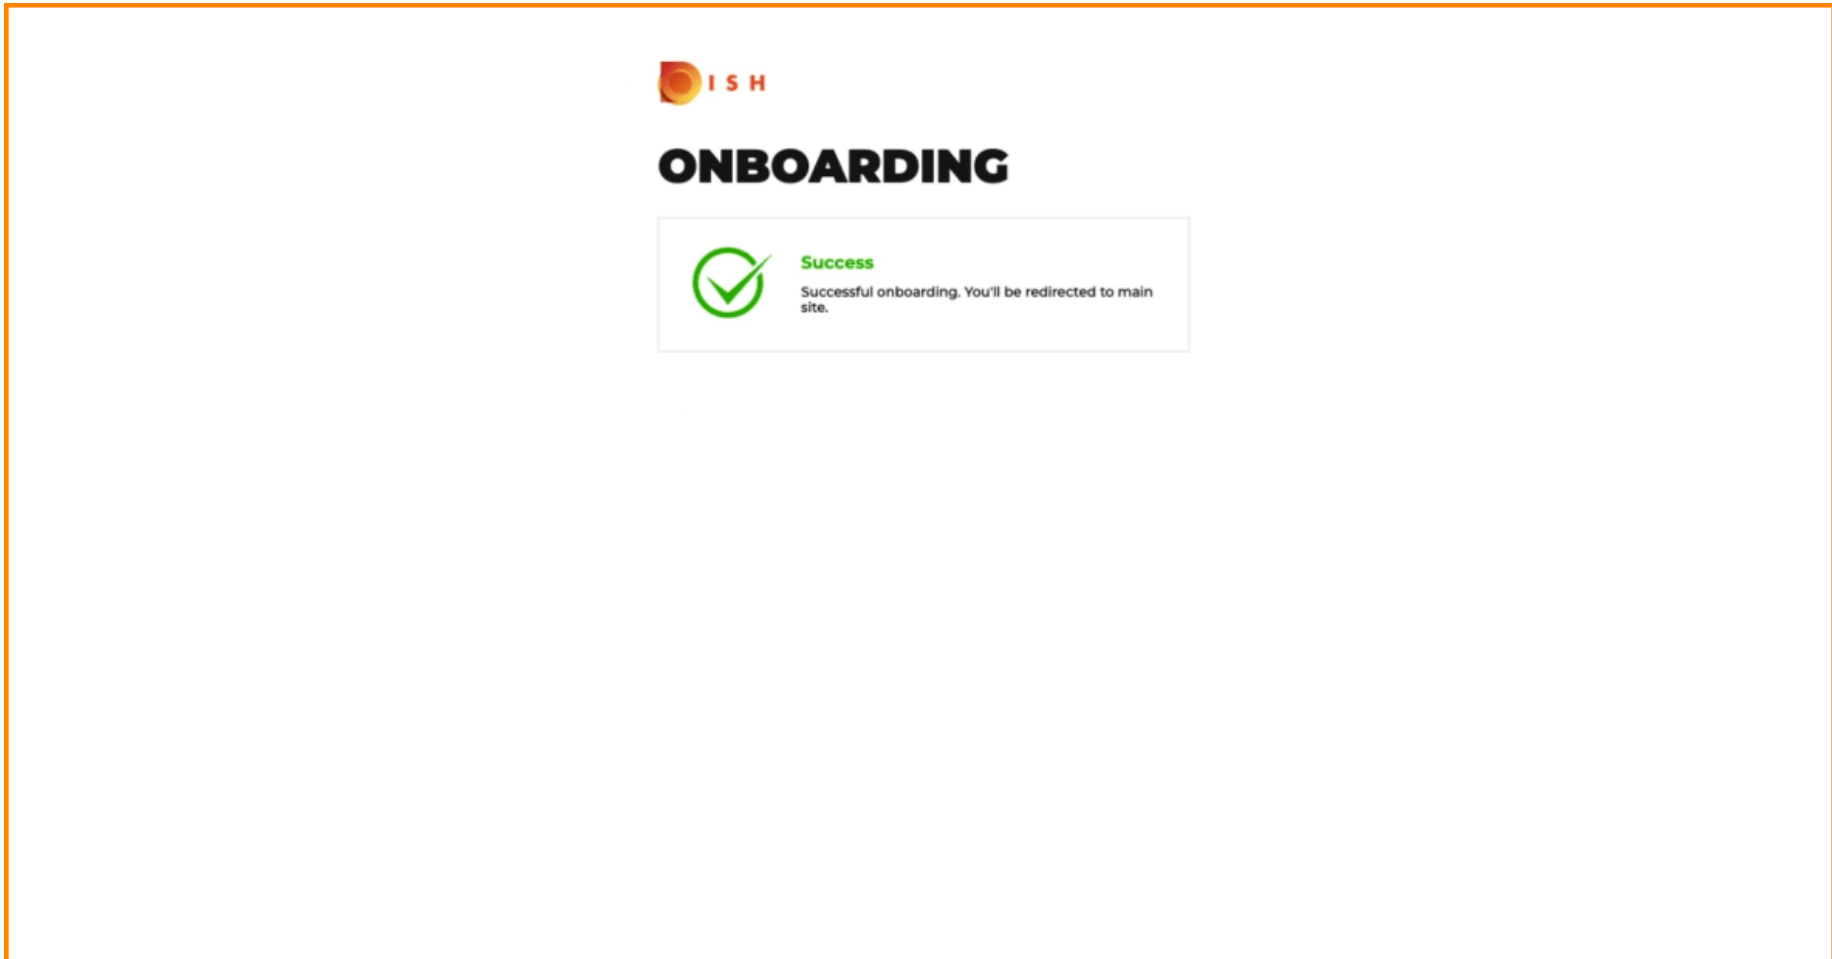 DISH
ONBOARDING
Success
Successful onboarding. You'll be redirected to main
site.